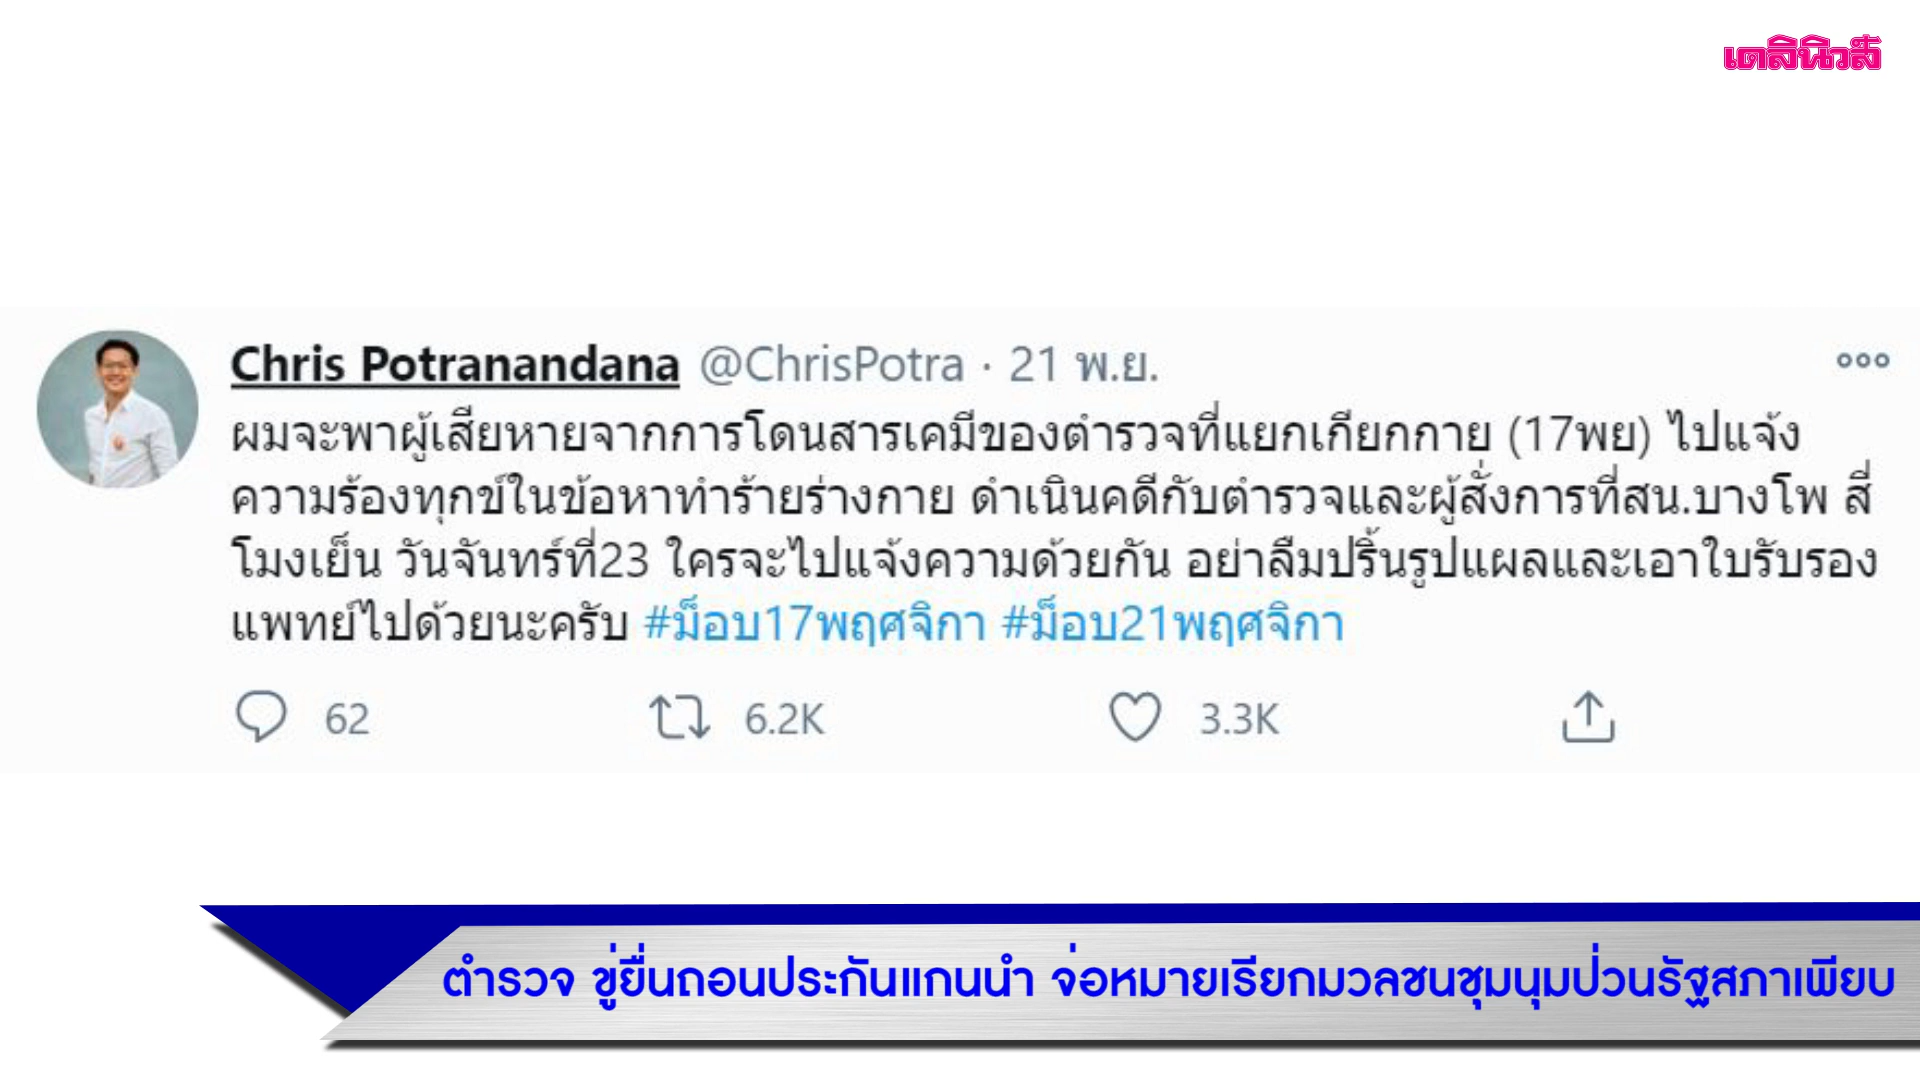 เดลินิวส์
Chris Potranandana @ChrisPotra · 21 พ.ย.
ผมจะพาผู้เสียหายจากการโดนสารเคมีของตำรวจที่แยกเกียกกาย (17พย) ไปแจ้ง
ความร้องทุกข์ในข้อหาทำร้ายร่างกาย ดำเนินคดีกับตำรวจและผู้สั่งการที่สน.บางโพ สี่
โมงเย็น วันจันทร์ที่23 ใครจะไปแจ้งความด้วยกัน อย่าลืมปริ้นรูปแผลและเอาใบรับรอง
แพทย์ไปด้วยนะครับ #ม็อบ17พฤศจิกา #ม็อบ21พฤศจิกา
62 6.2K 3.3K
ตำรวจ ขู่ยื่นถอนประกันแกนนำ จ่อหมายเรียกมวลชนชุมนุมป่วนรัฐสภาเพียบ